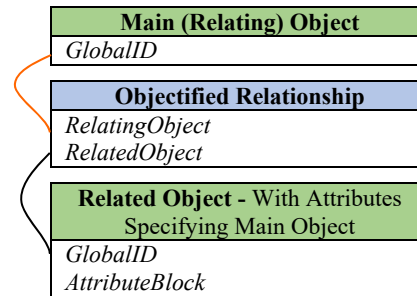 Main (Relating) Object
GlobalID
Objectified Relationship
RelatingObject
RelatedObject
Related Object - With Attributes
Specifying Main Object
GlobalID
AttributeBlock